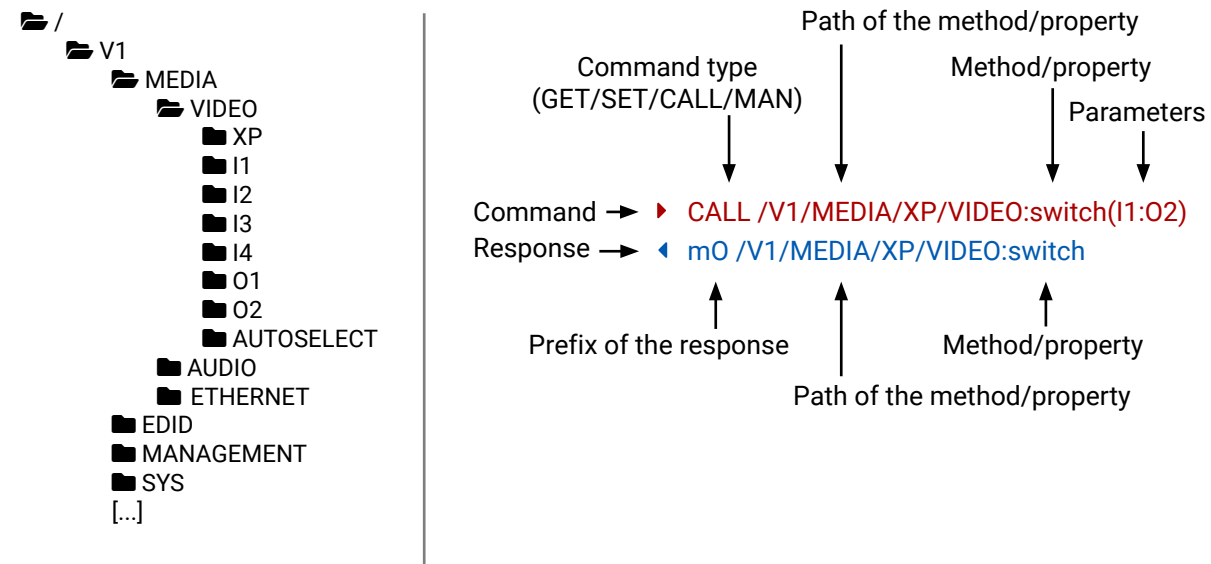 /
V1
MEDIA
VIDEO
XP
I1
I2
I3
I4
O1
O2
AUTOSELECT
AUDIO
ETHERNET
EDID
MANAGEMENT
SYS
[...]
Path of the method/property
Command type
(GET/SET/CALL/MAN)
Method/property
Parameters
Command
CALL /V1/MEDIA/XP/VIDEO:switch(I1:O2)
Response
mO /V1/MEDIA/XP/VIDEO:switch
Prefix of the response
Method/property
Path of the method/property